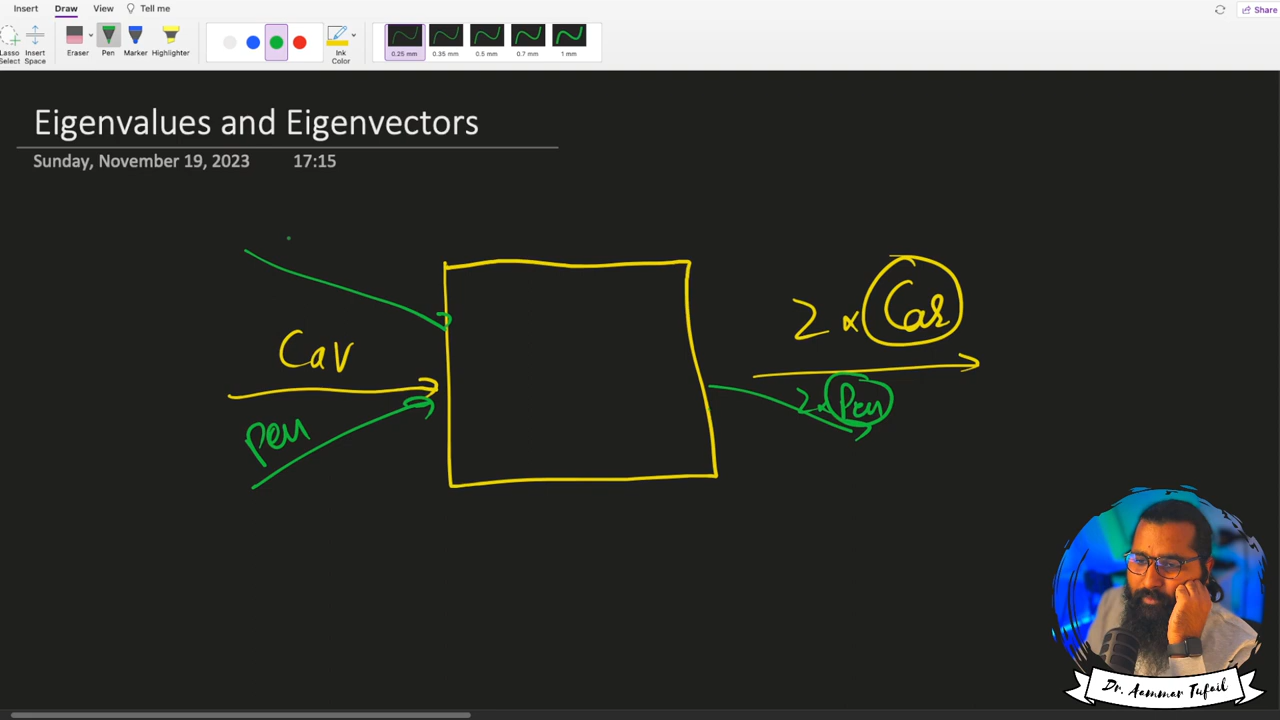 Insert Draw View Tell me
Share
Lasso Select
Insert Space
Eraser
Pen
Marker
Highlighter
Ink Color
0.25 mm
0.35 mm
0.5 mm
0.7 mm
1 mm
Eigenvalues and Eigenvectors
Sunday, November 19, 2023 17:15
Car
Pen
2 × Car
2 × Pen
Dr. Aammar Tufail